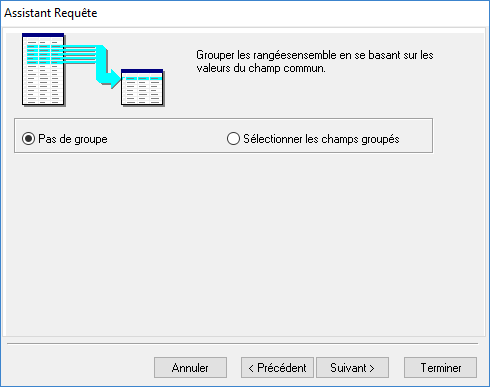 Assistant Requête
Grouper les rangéesensemble en se basant sur les
valeurs du champ commun.
Pas de groupe
Sélectionner les champs groupés
Annuler
< Précédent
Suivant >
Terminer